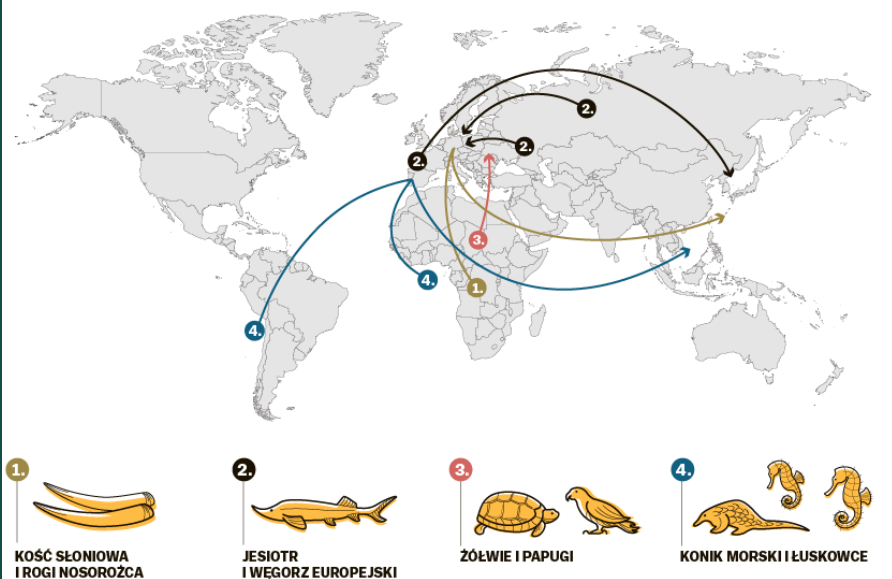 2.
2.
2.
3.
4.
1.
4.
1.
KOŚĆ SŁONIOWA
I ROGI NOSOROŻCA
2.
JESIOTR
I WĘGORZ EUROPEJSKI
3.
ŻÓŁWIE I PAPUGI
4.
KONIK MORSKI I ŁUSKOWCE